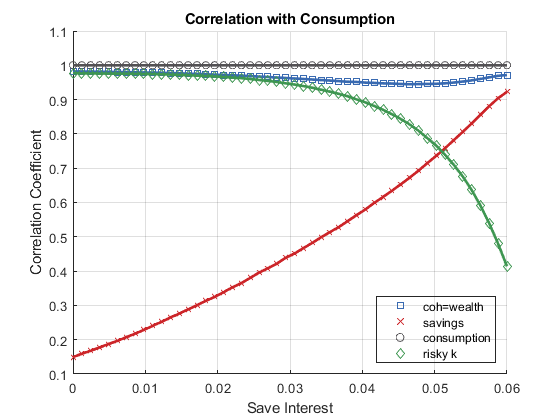 Correlation with Consumption
1.1
1
0.9
0.8
0.7
0.6
0.5
0.4
0.3
0.2
0.1
Correlation Coefficient
coh=wealth
savings
consumption
risky k
0
0.01
0.02
0.03
0.04
0.05
0.06
Save Interest